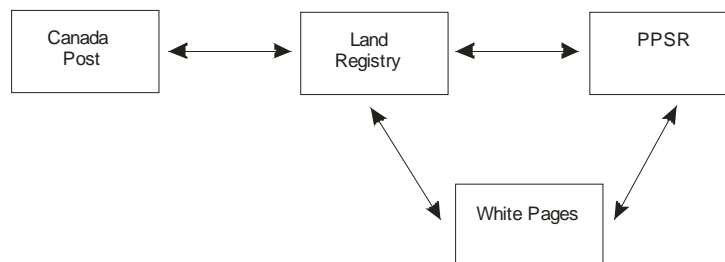 Canada
Post
Land
Registry
PPSR
White Pages